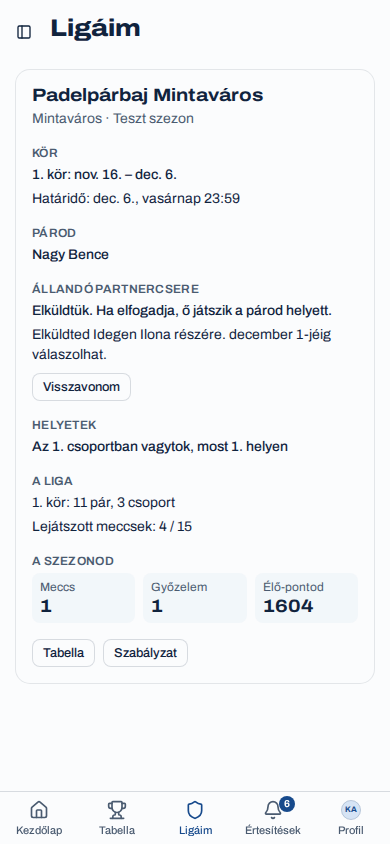 Ligáim
Padelpárbaj Mintaváros
Mintaváros · Teszt szezon
KÖR
1. kör: nov. 16. – dec. 6.
Határidő: dec. 6., vasárnap 23:59
PÁROD
Nagy Bence
ÁLLANDÓ PARTNERCSERE
Elküldtük. Ha elfogadja, ő játszik a párod helyett.
Elküldted Idegen Ilona részére. december 1-jéig
válaszolhat.
Visszavonom
HELYETEK
Az 1. csoportban vagytok, most 1. helyen
A LIGA
1. kör: 11 pár, 3 csoport
Lejátszott meccsek: 4 / 15
A SZEZONOD
Meccs Győzelem Élő-pontod
1 1 1604
Tabella Szabályzat
6
KA
Kezdőlap Tabella Ligáim Értesítések Profil